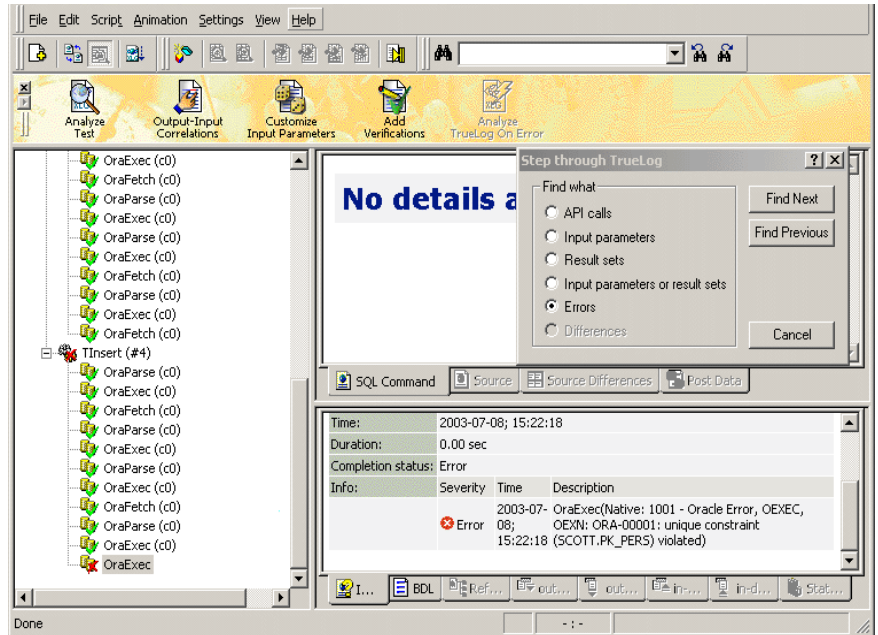 File Edit Script Animation Settings View Help
Analyze Test
Output-Input Correlations
Customize Input Parameters
Add Verifications
Analyze TrueLog On Error
OraExec (c0)
OraFetch (c0)
OraParse (c0)
OraExec (c0)
OraParse (c0)
OraExec (c0)
OraFetch (c0)
OraParse (c0)
OraExec (c0)
OraFetch (c0)
TInsert (#4)
OraParse (c0)
OraExec (c0)
OraFetch (c0)
OraParse (c0)
OraExec (c0)
OraParse (c0)
OraExec (c0)
OraFetch (c0)
OraParse (c0)
OraExec (c0)
OraExec
No details a
Step through TrueLog
Find what
API calls
Input parameters
Result sets
Input parameters or result sets
Errors
Differences
Find Next
Find Previous
Cancel
SQL Command Source Source Differences Post Data
Time: 2003-07-08; 15:22:18
Duration: 0.00 sec
Completion status: Error
Info: Severity Time Description
Error
2003-07-
08;
15:22:18
OraExec(Native: 1001 - Oracle Error, OEXEC,
OEXN: ORA-00001: unique constraint
(SCOTT.PK_PERS) violated)
I... BDL Ref... out... out... in-... in-d... Stat...
Done -:-